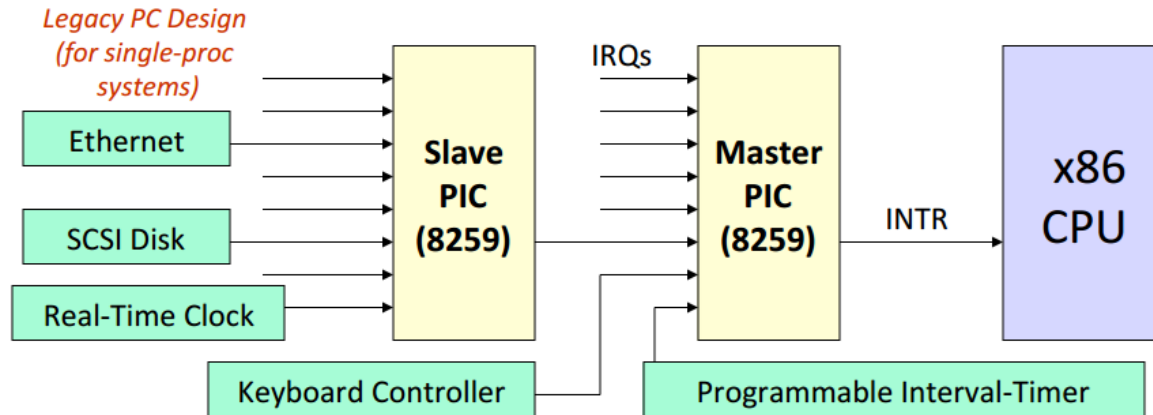 Legacy PC Design
(for single-proc
systems)
IRQs
Ethernet
Slave
PIC
(8259)
Master
PIC
(8259)
x86
CPU
SCSI Disk
INTR
Real-Time Clock
Keyboard Controller
Programmable Interval-Timer